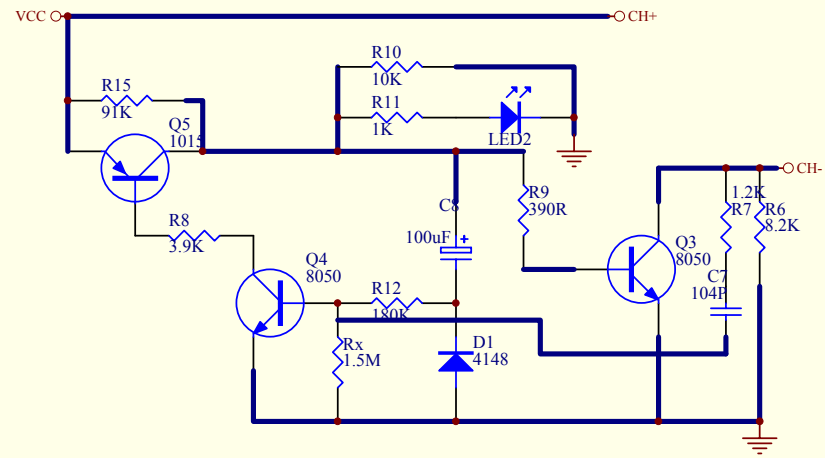 VCC
CH+
R15
91K
Q5
1015
R10
10K
R11
1K
LED2
CH-
R8
3.9K
C8
100uF
+
R9
390R
1.2K
R7
R6
8.2K
Q3
8050
Q4
8050
C7
104P
R12
180K
Rx
1.5M
D1
4148